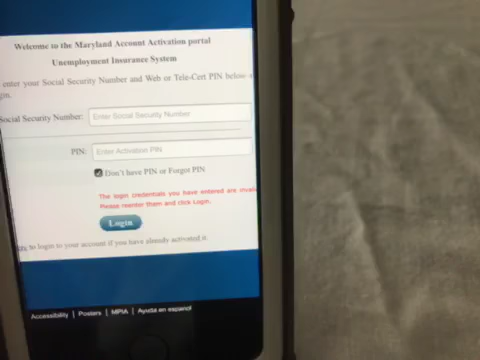 Welcome to the Maryland Account Activation portal
Unemployment Insurance System
enter your Social Security Number and Web or Tele-Cert PIN below
Social Security Number: Enter Social Security Number
PIN: Enter Activation PIN
Don't have PIN or Forgot PIN
The login credentials you have entered are
Please reenter them and click Login.
Login
to login to your account if you have already activated it.
Accessibility | Posters | MPIA | Ayuda en español